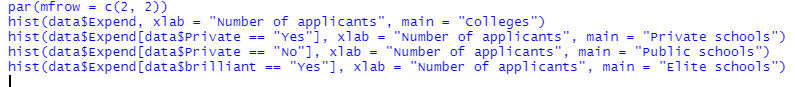 par(mfrow = c(2, 2))
hist(data$Expend, xlab = "Number of applicants", main = "Colleges")
hist(data$Expend[data$Private == "Yes"], xlab = "Number of applicants", main = "Private schools")
hist(data$Expend[data$Private == "No"], xlab = "Number of applicants", main = "Public schools")
hist(data$Expend[data$brilliant == "Yes"], xlab = "Number of applicants", main = "Elite schools")